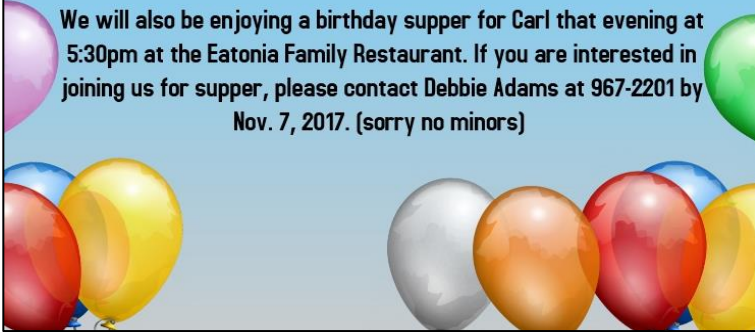 We will also be enjoying a birthday supper for Carl that evening at
5:30pm at the Eatonia Family Restaurant. If you are interested in
joining us for supper, please contact Debbie Adams at 967-2201 by
Nov. 7, 2017. (sorry no minors)